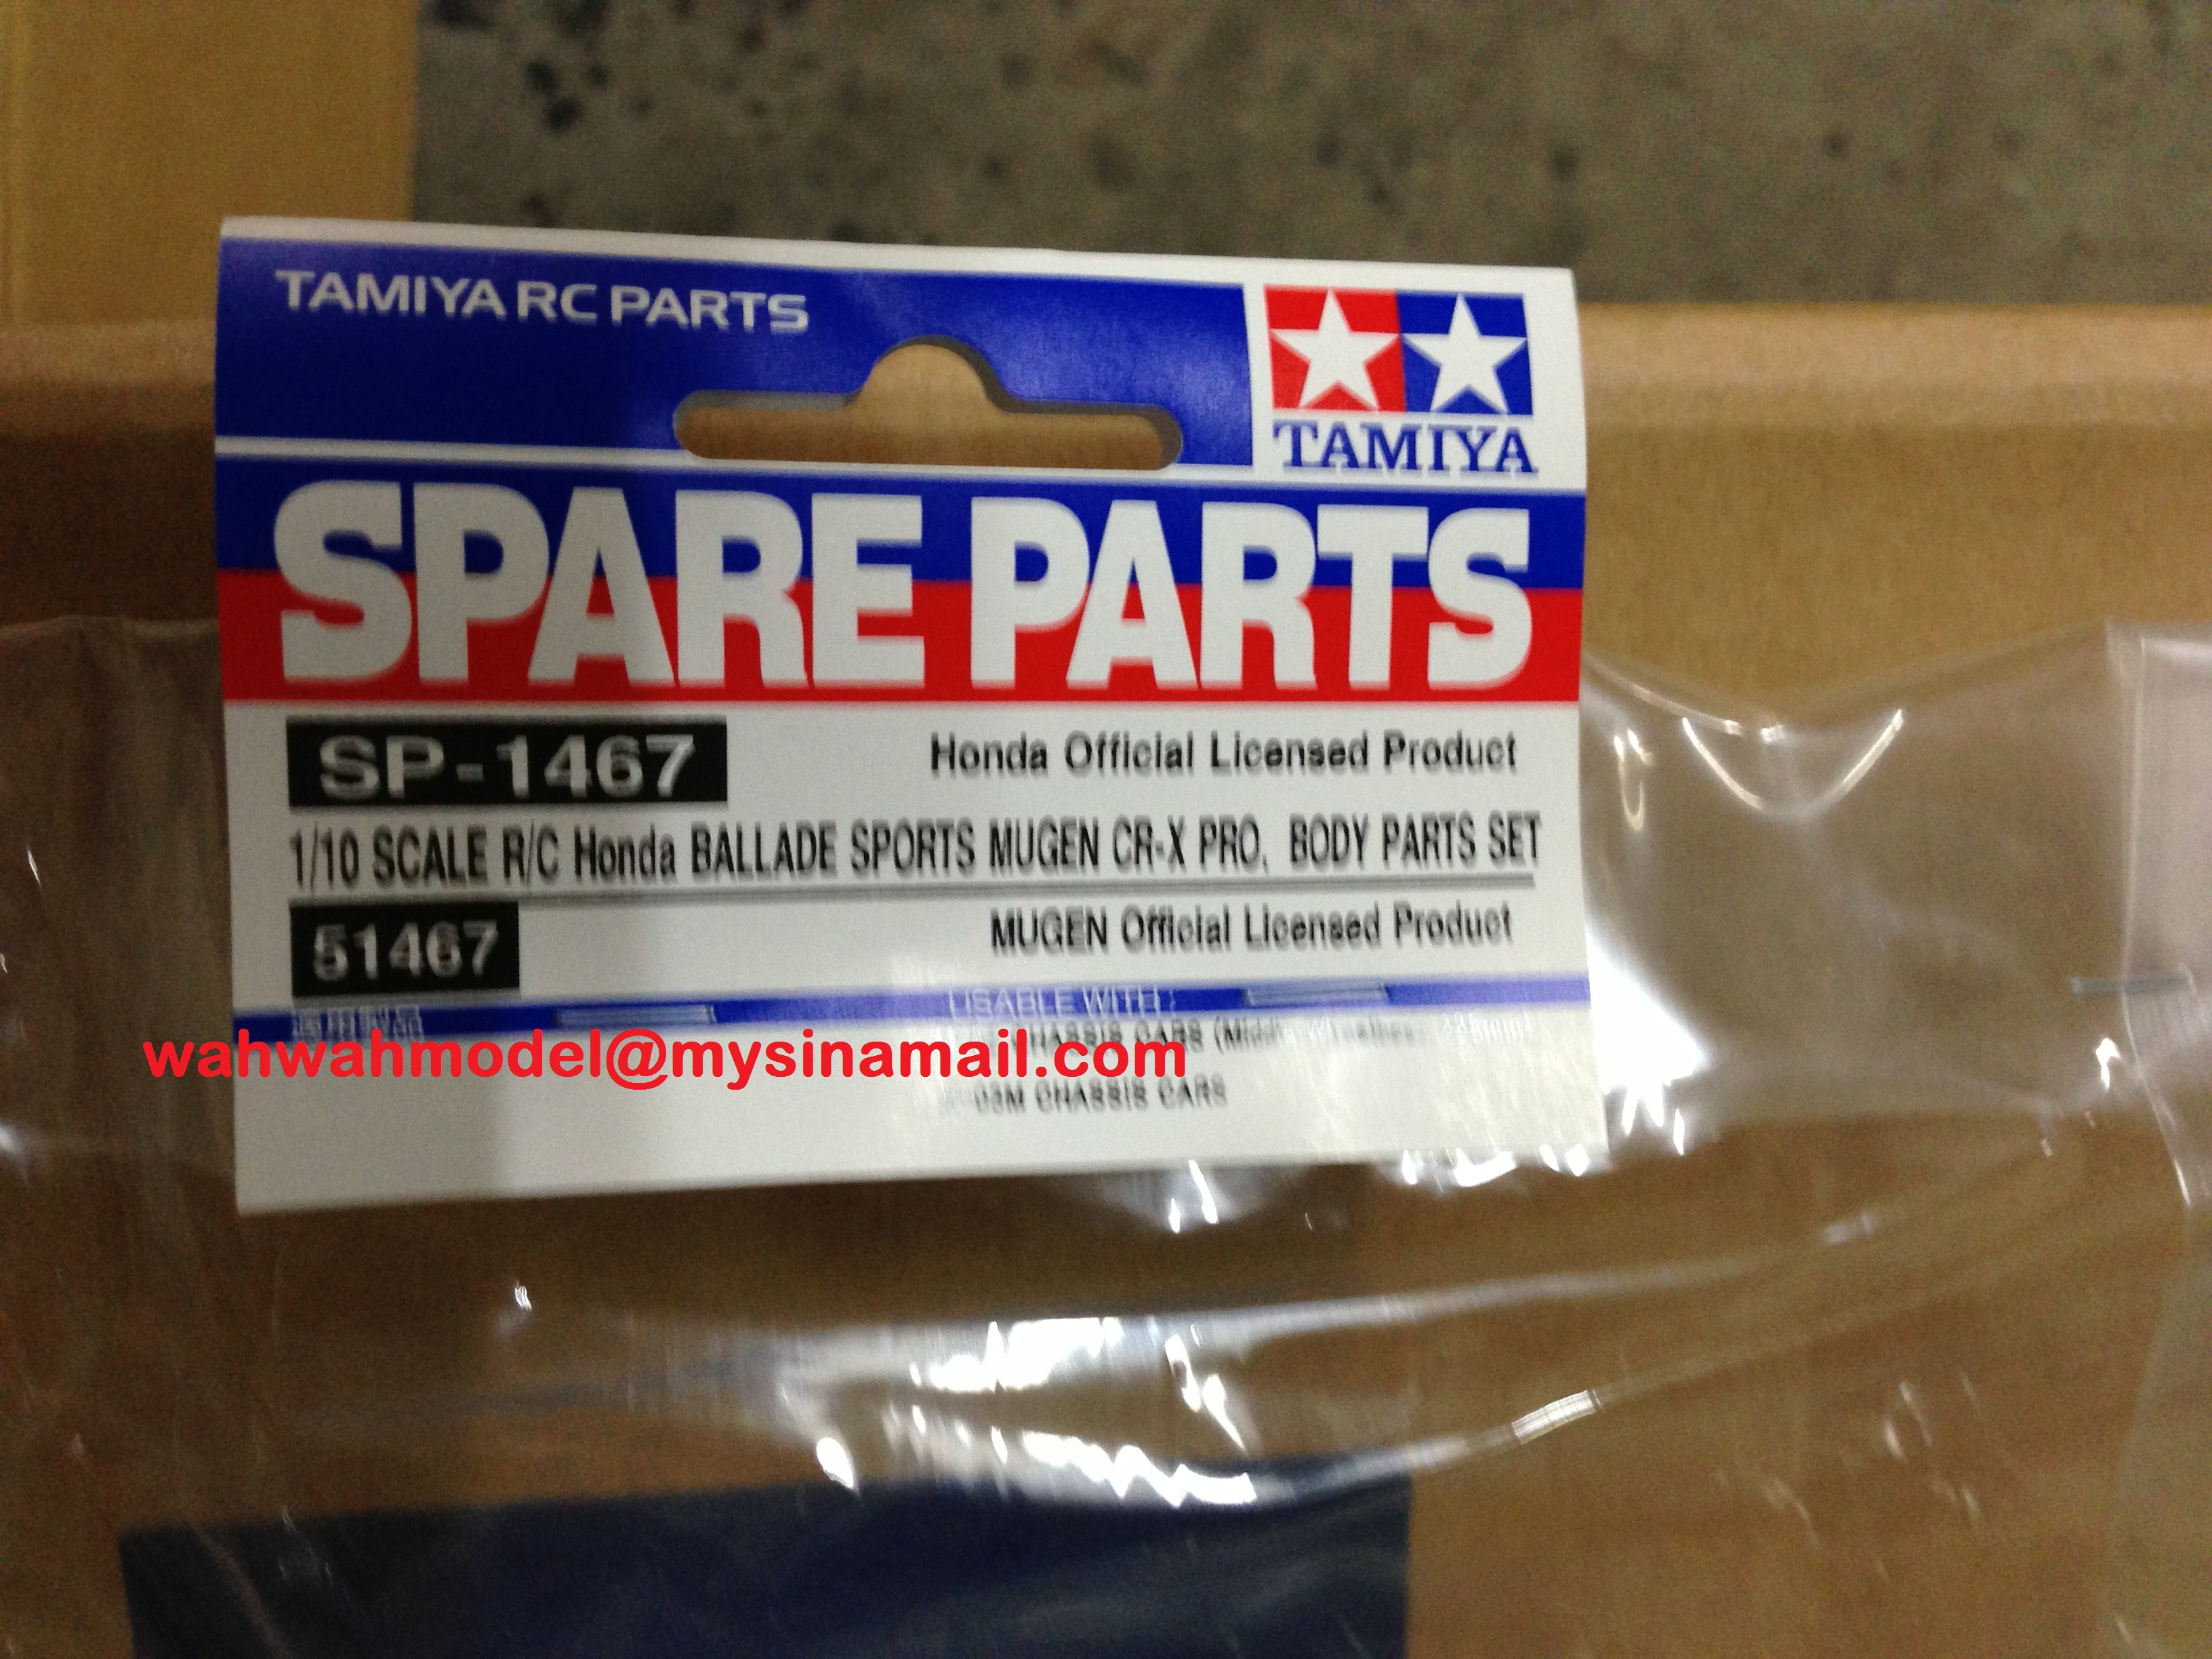 TAMIYA RC PARTS
TAMIYA
SPARE PARTS
SP-1467
Honda Official Licensed Product
1/10 SCALE R/C Honda BALLADE SPORTS MUGEN CR-X PRO. BODY PARTS SET
51467
MUGEN Official Licensed Product
USABLE WITH:
CHASSIS CARS
wahwahmodel@mysinamail.com
03M CHASSIS CARS